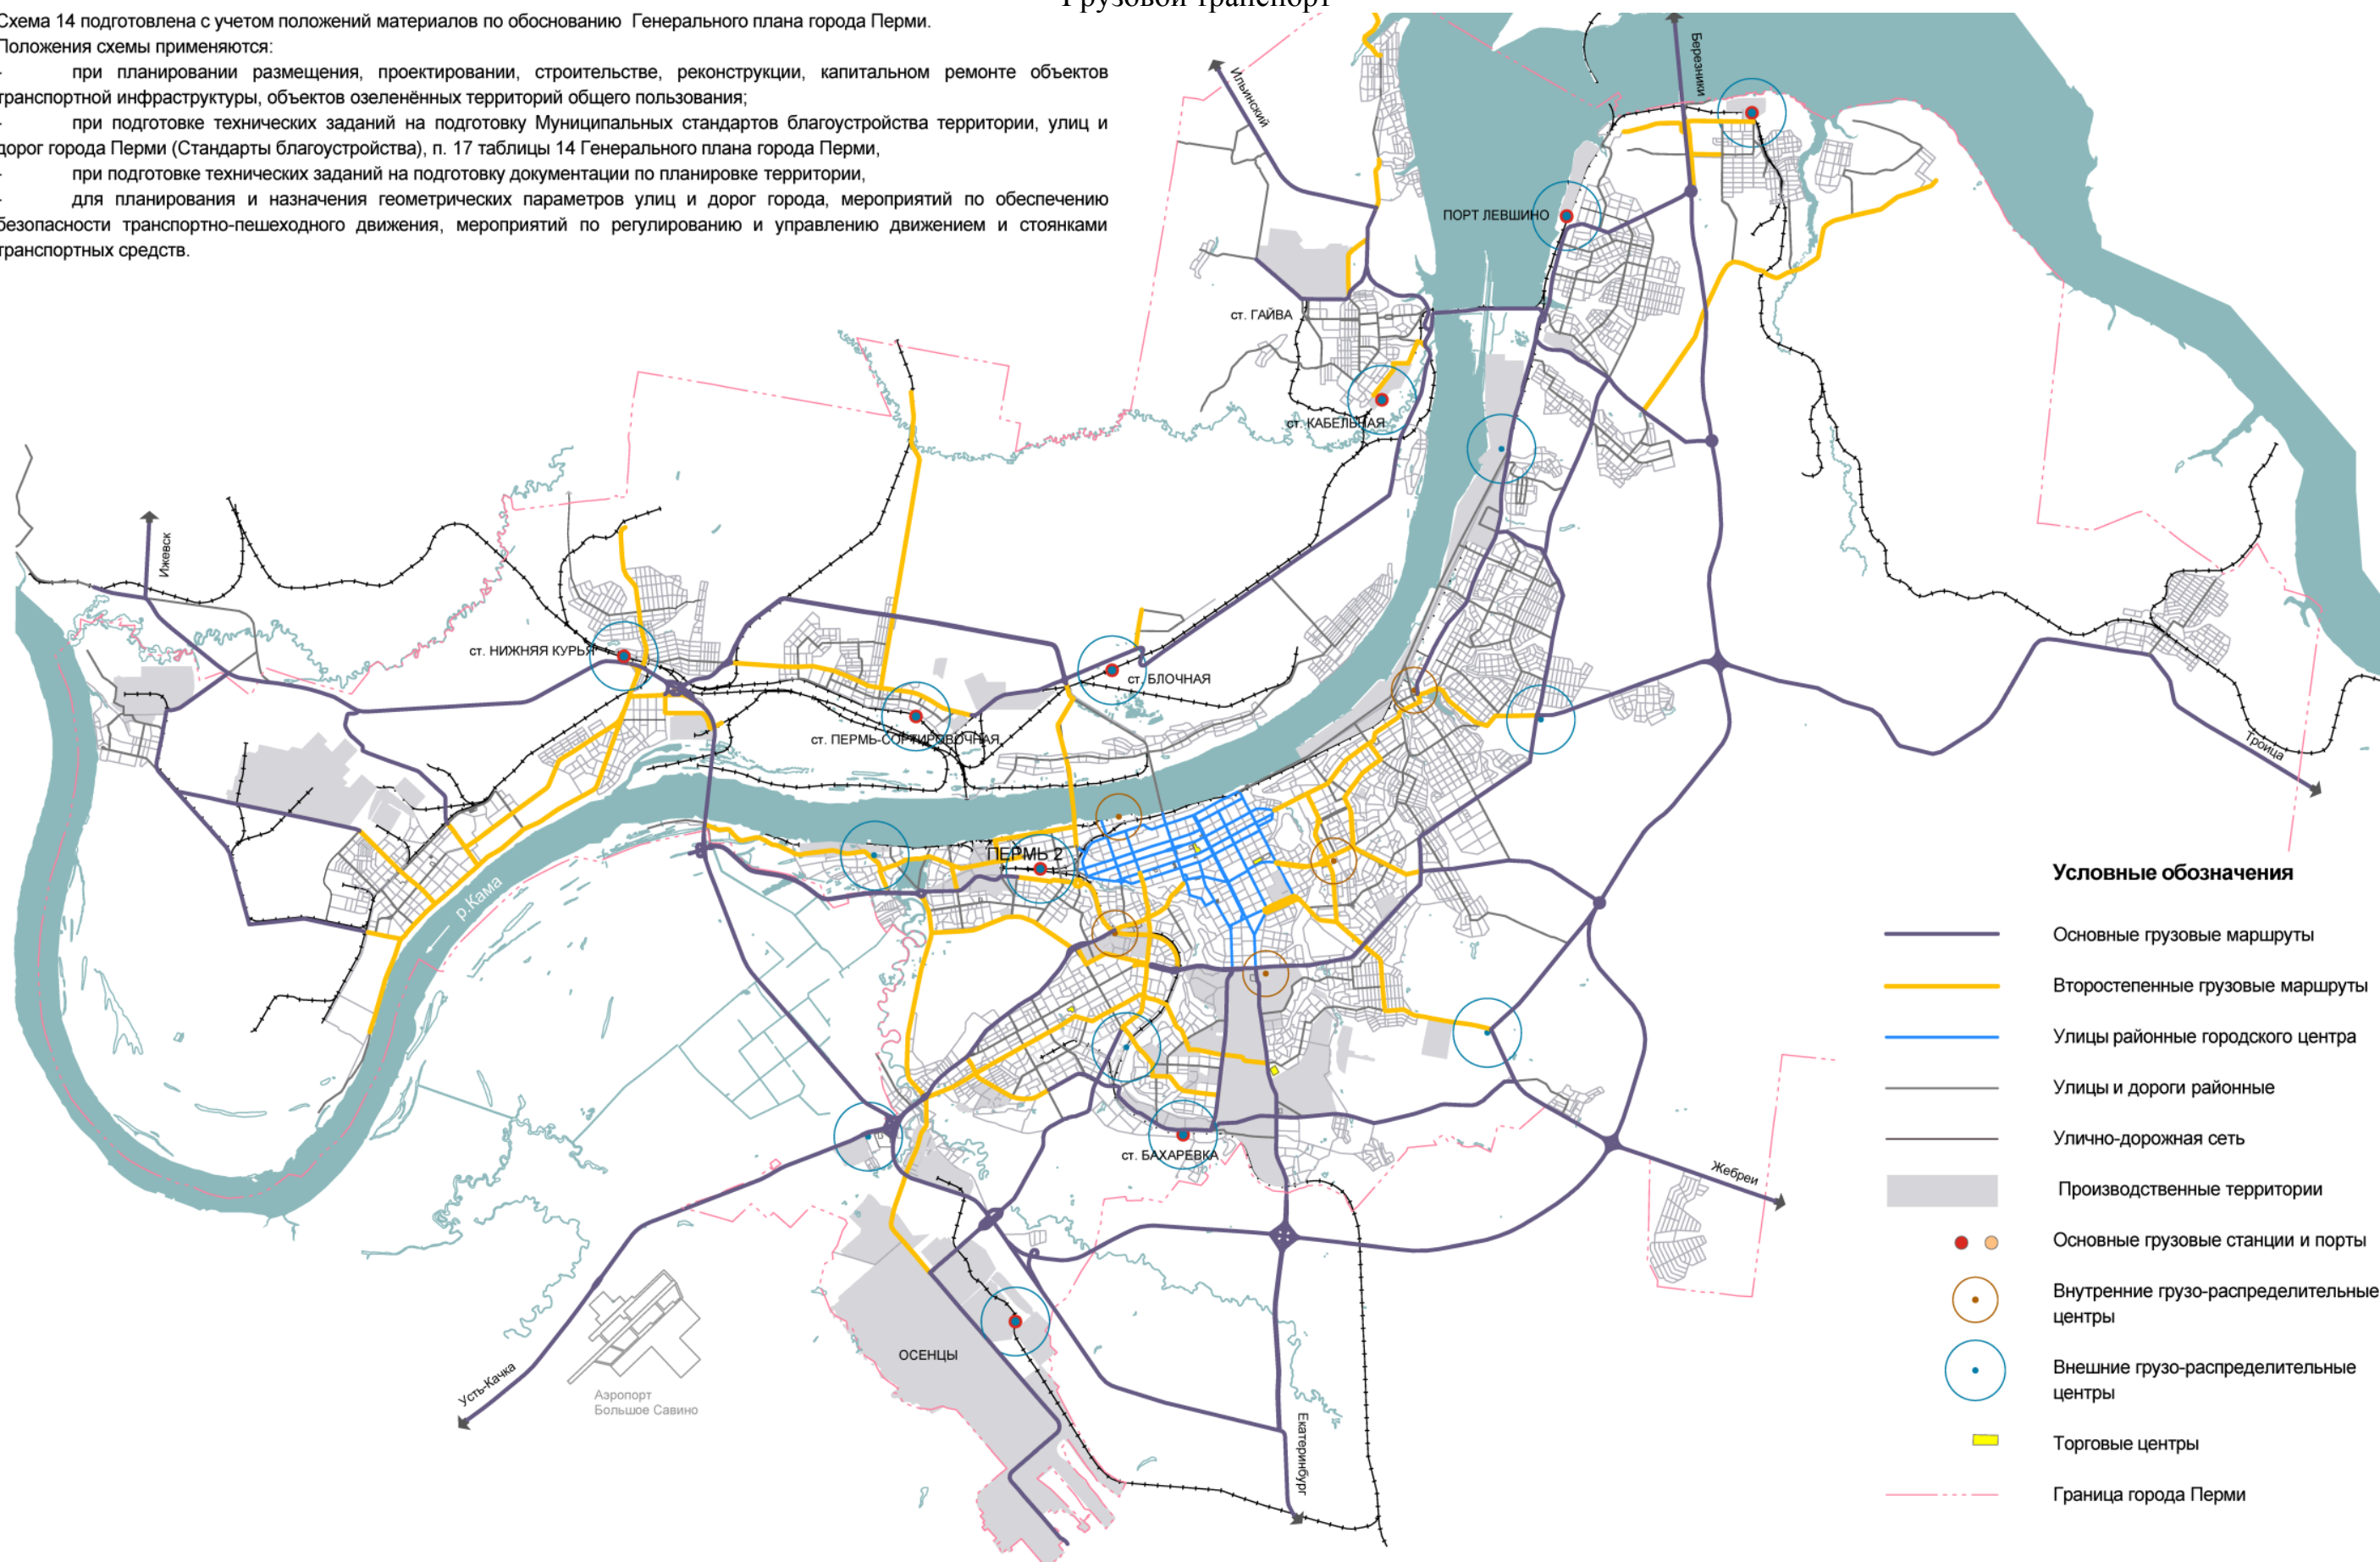 Грузовой транспорт
Схема 14 подготовлена с учетом положений материалов по обоснованию Генерального плана города Перми.
Положения схемы применяются:
- при планировании размещения, проектировании, строительстве, реконструкции, капитальном ремонте объектов
транспортной инфраструктуры, объектов озеленённых территорий общего пользования;
- при подготовке технических заданий на подготовку Муниципальных стандартов благоустройства территории, улиц и
дорог города Перми (Стандарты благоустройства), п. 17 таблицы 14 Генерального плана города Перми,
- при подготовке технических заданий на подготовку документации по планировке территории,
- для планирования и назначения геометрических параметров улиц и дорог города, мероприятий по обеспечению
безопасности транспортно-пешеходного движения, мероприятий по регулированию и управлению движением и стоянками
транспортных средств.
Ильинский
Березники
ПОРТ ЛЕВШИНО
ст. ГАЙВА
ст. КАБЕЛЬНАЯ
Ижевск
ст. НИЖНЯЯ КУРЬЯ
ст. БЛОЧНАЯ
ст. ПЕРМЬ-СОРТИРОВОЧНАЯ
Троица
ПЕРМЬ 2
р.Кама
ст. БАХАРЕВКА
Жебреи
ОСЕНЦЫ
Усть-Качка
Аэропорт
Большое Савино
Екатеринбург
Условные обозначения
Основные грузовые маршруты
Второстепенные грузовые маршруты
Улицы районные городского центра
Улицы и дороги районные
Улично-дорожная сеть
Производственные территории
Основные грузовые станции и порты
Внутренние грузо-распределительные
центры
Внешние грузо-распределительные
центры
Торговые центры
Граница города Перми